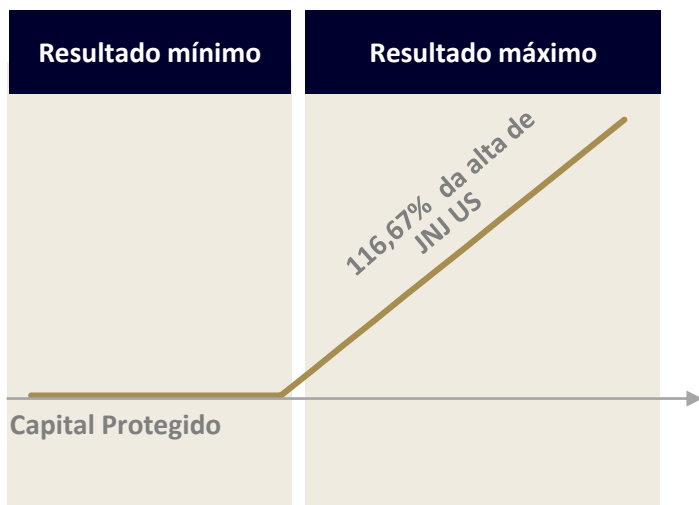 Resultado mínimo
Resultado máximo
116,67% da alta de
JNJ US
Capital Protegido